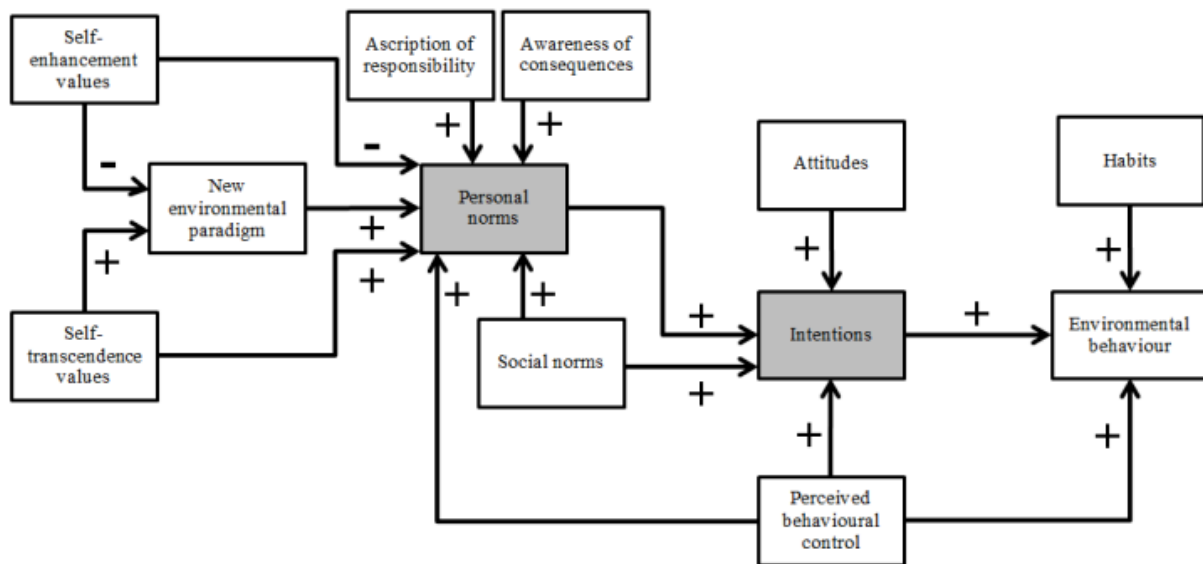 Self-
enhancement
values
Ascription of
responsibility
Awareness of
consequences
+
+
-
-
New
environmental
paradigm
Personal
norms
Attitudes
Habits
+
+
+
+
+
+
+
Self-
transcendence
values
Social norms
+
+
Intentions
+
Environmental
behaviour
+
+
Perceived
behavioural
control